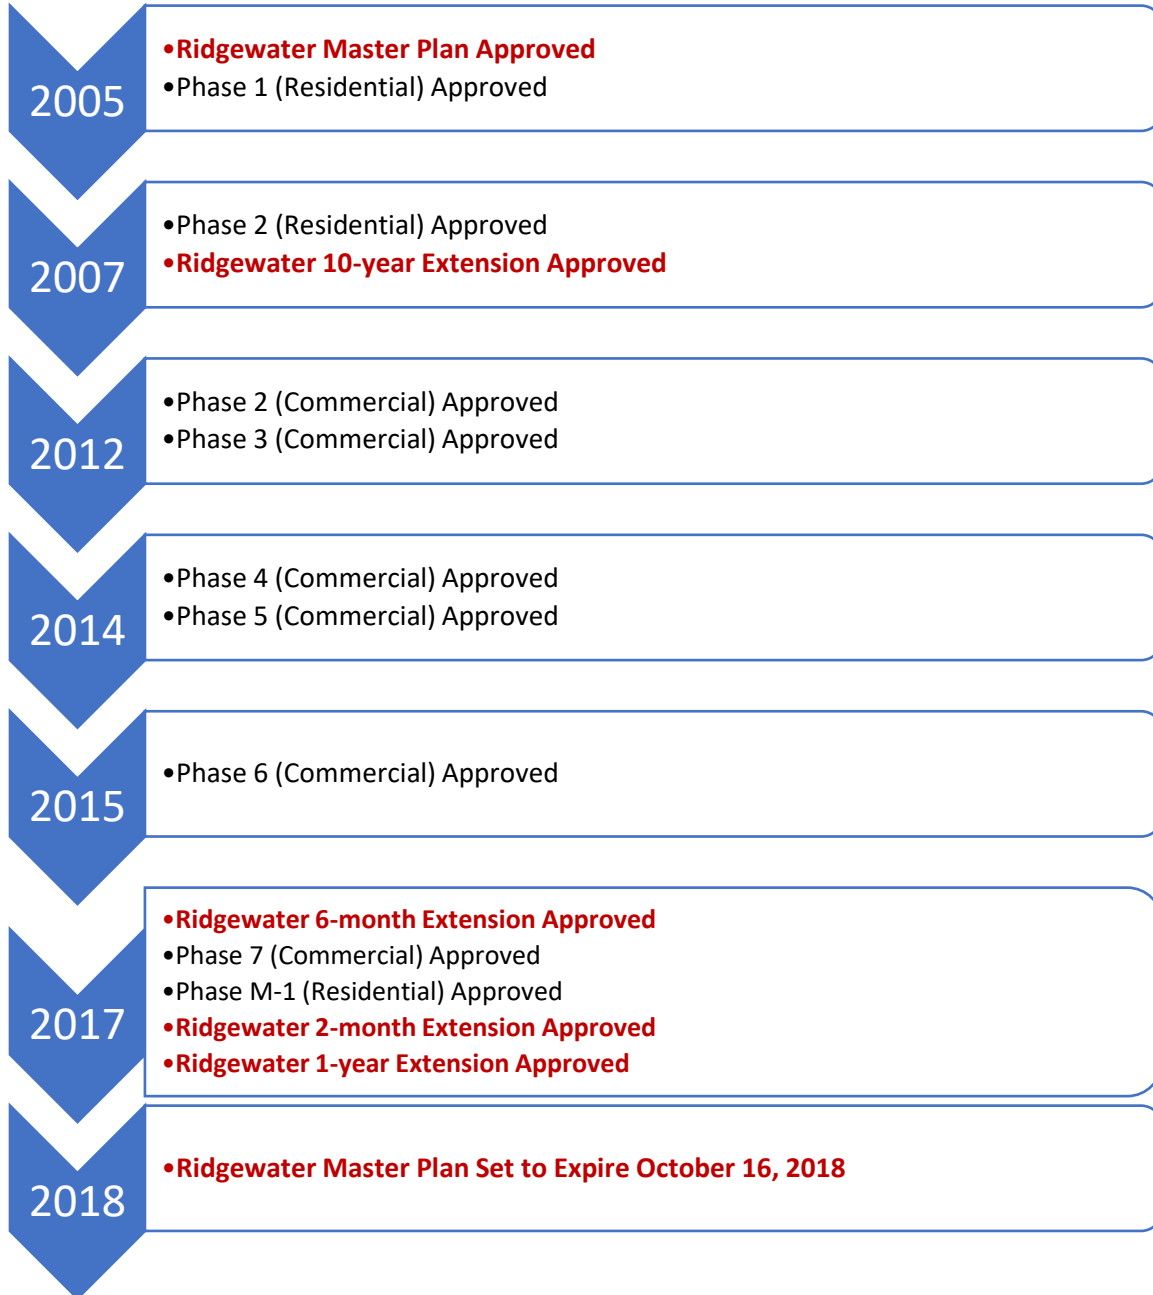 2005
•Ridgewater Master Plan Approved
•Phase 1 (Residential) Approved
2007
•Phase 2 (Residential) Approved
•Ridgewater 10-year Extension Approved
2012
•Phase 2 (Commercial) Approved
•Phase 3 (Commercial) Approved
2014
•Phase 4 (Commercial) Approved
•Phase 5 (Commercial) Approved
2015
•Phase 6 (Commercial) Approved
2017
•Ridgewater 6-month Extension Approved
•Phase 7 (Commercial) Approved
•Phase M-1 (Residential) Approved
•Ridgewater 2-month Extension Approved
•Ridgewater 1-year Extension Approved
2018
•Ridgewater Master Plan Set to Expire October 16, 2018